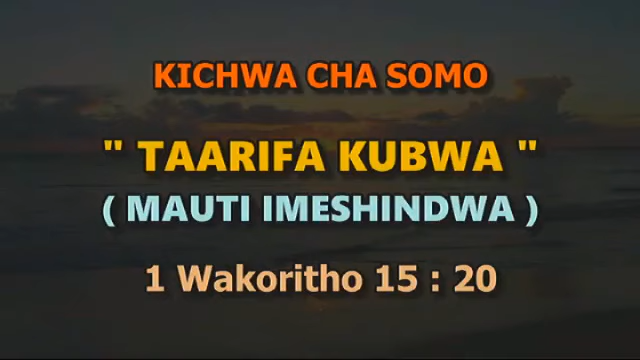 KICHWA CHA SOMO
" TAARIFA KUBWA "
( MAUTI IMESHINDWA )
1 Wakoritho 15 : 20